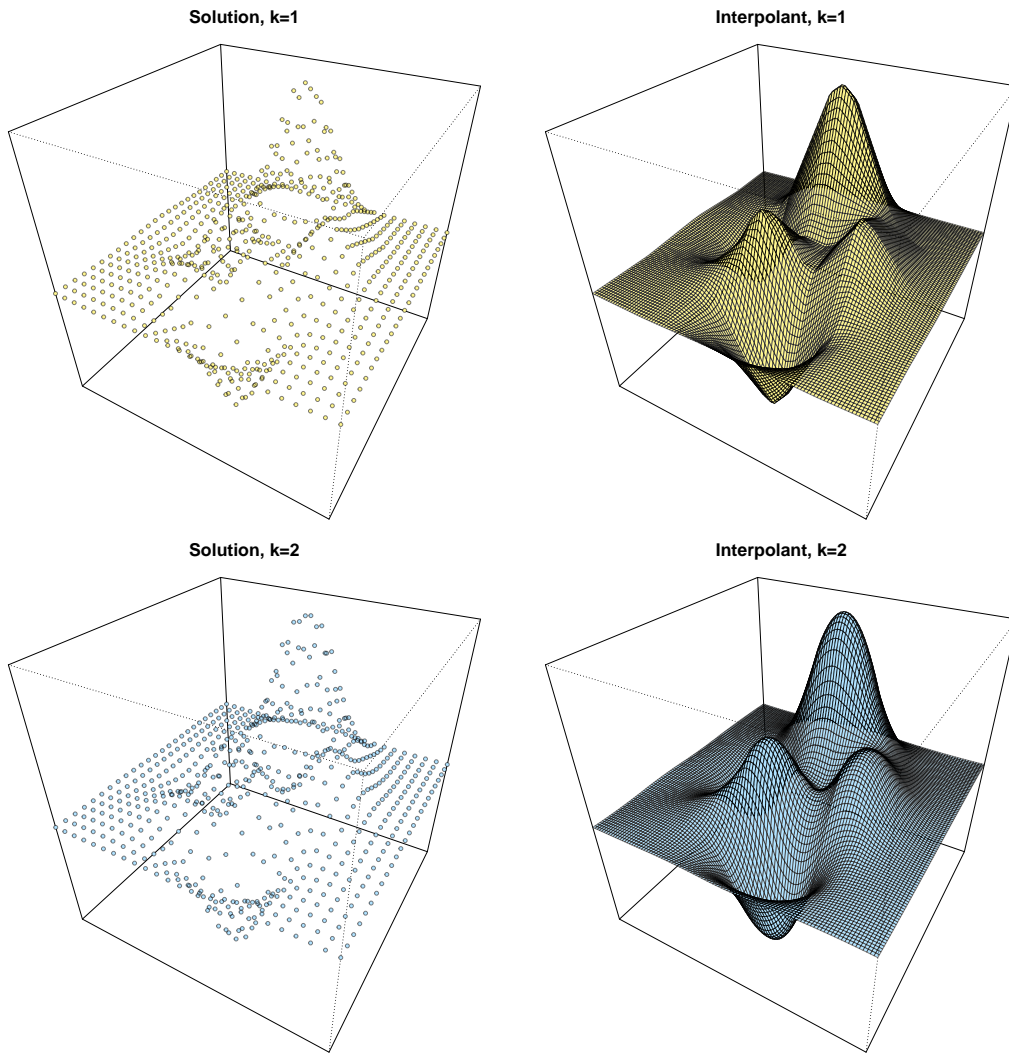 Solution, k=1
Interpolant, k=1
Solution, k=2
Interpolant, k=2